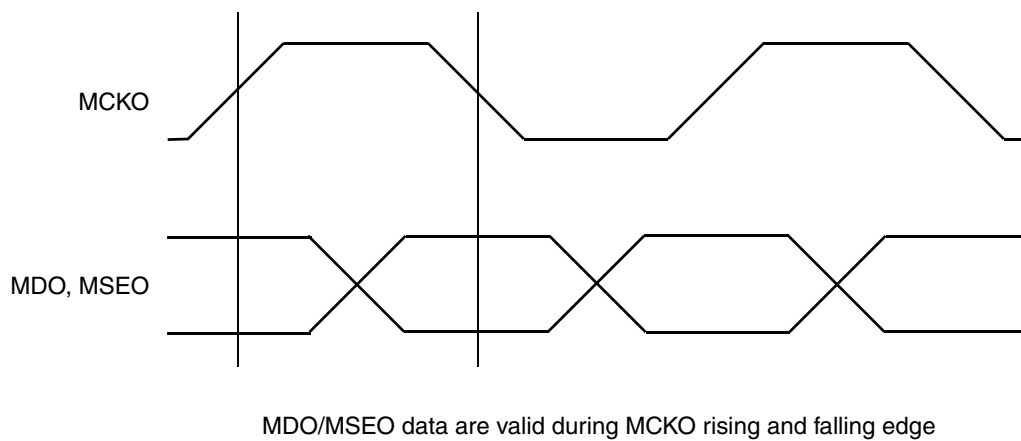 MCKO
MDO, MSEO
MDO/MSEO data are valid during MCKO rising and falling edge